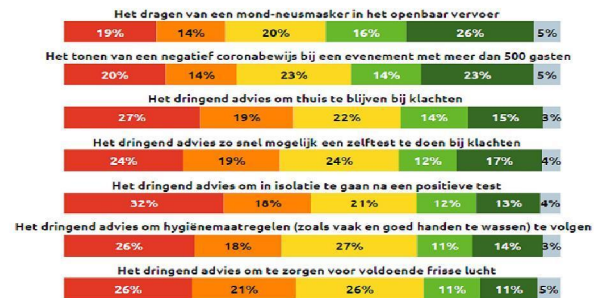 Het dragen van een mond-neusmasker in het openbaar vervoer
19% 14% 20% 16% 26% 5%
Het tonen van een negatief coronabewijs bij een evenement met meer dan 500 gasten
20% 14% 23% 14% 23% 5%
Het dringend advies om thuis te blijven bij klachten
27% 19% 22% 14% 15% 3%
Het dringend advies zo snel mogelijk een zelftest te doen bij klachten
24% 19% 24% 12% 17% 4%
Het dringend advies om in isolatie te gaan na een positieve test
32% 18% 21% 12% 13% 4%
Het dringend advies om hygiënemaatregelen (zoals vaak en goed handen te wassen) te volgen
26% 18% 27% 11% 14% 3%
Het dringend advies om te zorgen voor voldoende frisse lucht
26% 21% 26% 11% 11% 5%